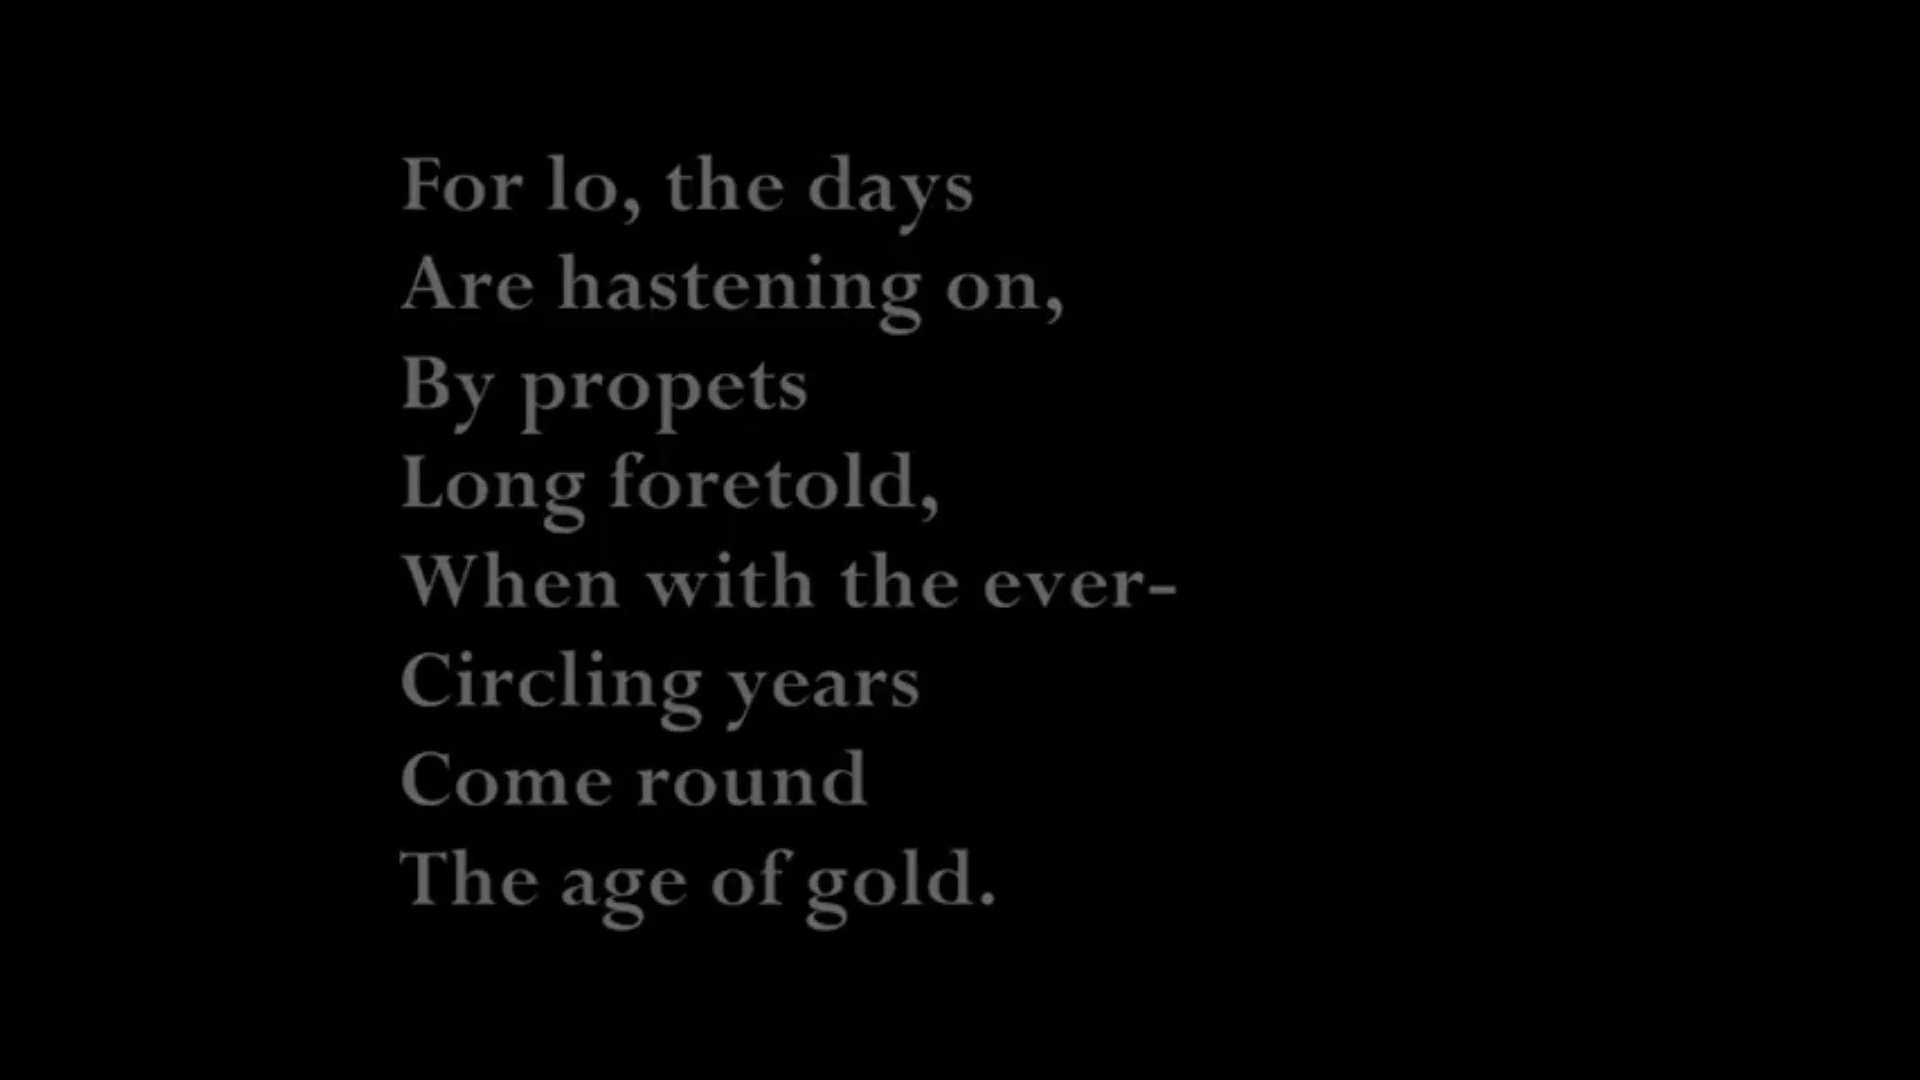 For lo, the days
Are hastening on,
By propets
Long foretold,
When with the ever-
Circling years
Come round
The age of gold.